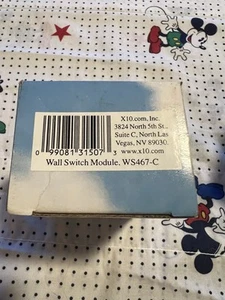 X10.com, Inc.
3824 North 5th St.,
Suite C, North Las
Vegas, NV 89030.
www.x10.com
0 99081 31507 3
Wall Switch Module, WS467-C